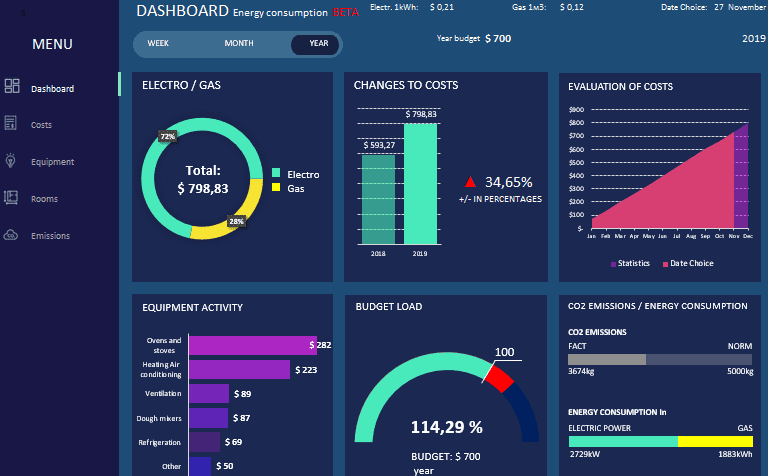 DASHBOARD Energy consumption BETA
Electr. 1kWh: $ 0,21
Gas 1м3: $ 0,12
Date Choice: 27 November
Year budget $ 700
2019
MENU
Dashboard
Costs
Equipment
Rooms
Emissions
WEEK
MONTH
YEAR
ELECTRO / GAS
72%
Total:
$ 798,83
28%
Electro
Gas
CHANGES TO COSTS
$ 798,83
$ 593,27
34,65%
+/- IN PERCENTAGES
2018
2019
EVALUATION OF COSTS
$900
$800
$700
$600
$500
$400
$300
$200
$100
$-
Jan Feb Mar Apr May Jun Jul Aug Sep Oct Nov Dec
Statistics
Date Choice
EQUIPMENT ACTIVITY
Ovens and
stoves
$ 282
Heating Air
conditioning
$ 223
Ventilation
$ 89
Dough mixers
$ 87
Refrigeration
$ 69
Other
$ 50
BUDGET LOAD
100
114,29 %
BUDGET: $ 700
year
CO2 EMISSIONS / ENERGY CONSUMPTION
CO2 EMISSIONS
FACT
NORM
3674kg
5000kg
ENERGY CONSUMPTION In
ELECTRIC POWER
GAS
2729kW
1883kWh